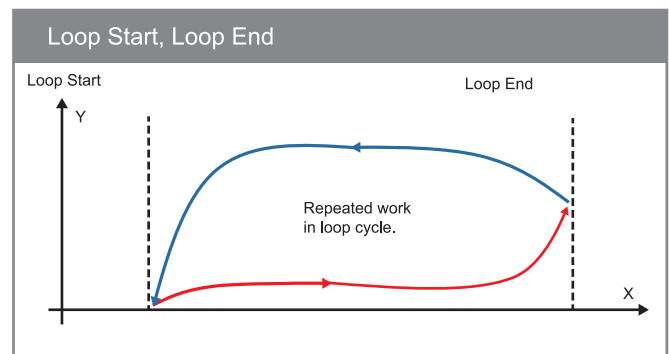 Loop Start, Loop End
Loop Start
Loop End
Y
Repeated work
in loop cycle.
X